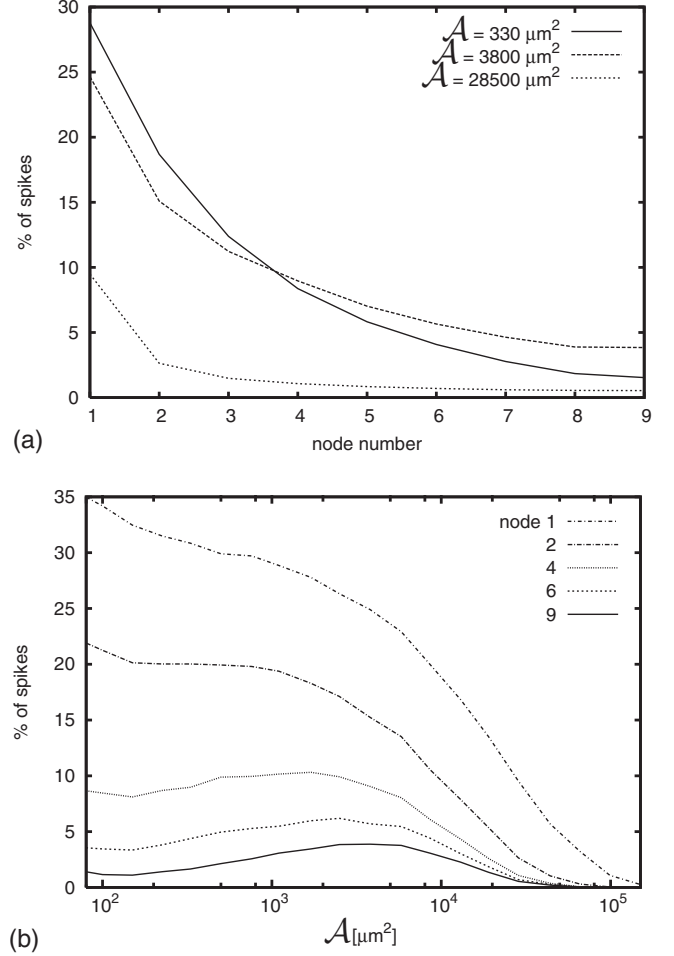 30
25
20
15
10
5
0
% of spikes
𝒜 = 330 μm²
𝒜 = 3800 μm²
𝒜 = 28500 μm²
1 2 3 4 5 6 7 8 9
node number
(a)
35
30
25
20
15
10
5
0
% of spikes
node 1
2
4
6
9
10² 10³ 10⁴ 10⁵
𝒜[μm²]
(b)